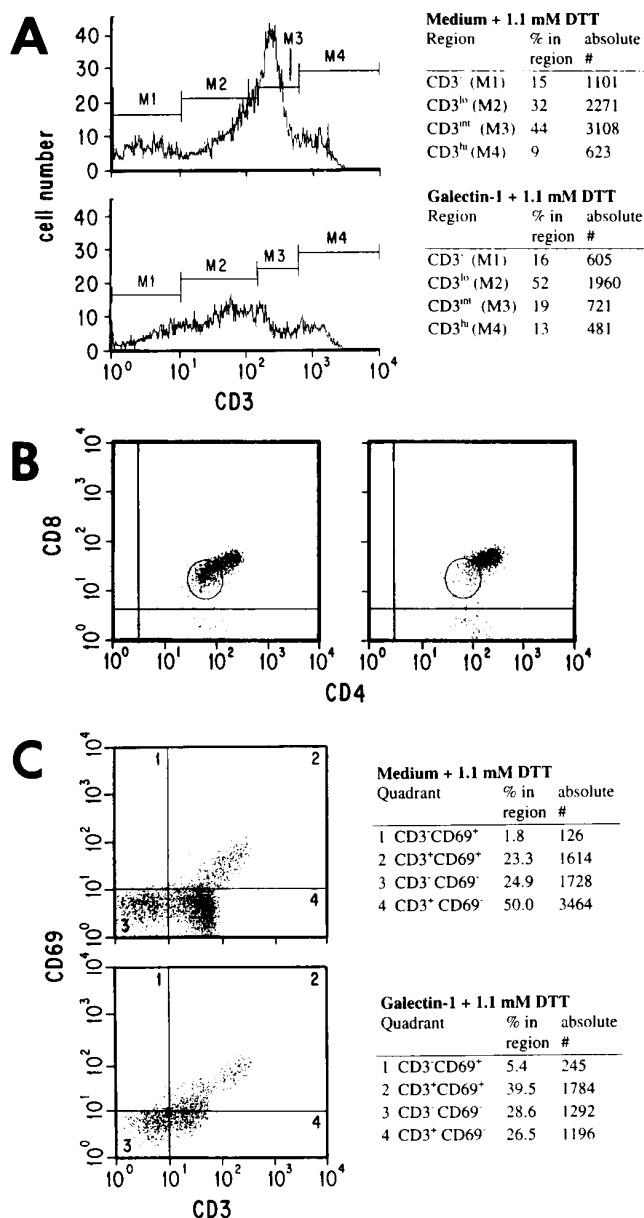 A
Medium + 1.1 mM DTT
Region % in region absolute #
CD3⁻ (M1) 15 1101
CD3ˡᵒ (M2) 32 2271
CD3ⁱⁿᵗ (M3) 44 3108
CD3ʰⁱ (M4) 9 623
Galectin-1 + 1.1 mM DTT
Region % in region absolute #
CD3⁻ (M1) 16 605
CD3ˡᵒ (M2) 52 1960
CD3ⁱⁿᵗ (M3) 19 721
CD3ʰⁱ (M4) 13 481
cell number
40
30
20
10
0
M1 M2 M3 M4
40
30
20
10
0
M1 M2 M3 M4
10⁰ 10¹ 10² 10³ 10⁴
CD3
B
CD8
10⁴
10³
10²
10¹
10⁰
10⁰ 10¹ 10² 10³ 10⁴
10⁴
10³
10²
10¹
10⁰
10⁰ 10¹ 10² 10³ 10⁴
CD4
C
CD69
10⁴
10³
10²
10¹
10⁰
1 2
3 4
10⁴
10³
10²
10¹
10⁰
1 2
3 4
10⁰ 10¹ 10² 10³ 10⁴
CD3
Medium + 1.1 mM DTT
Quadrant % in region absolute #
1 CD3⁻CD69⁺ 1.8 126
2 CD3⁺CD69⁺ 23.3 1614
3 CD3⁻ CD69⁻ 24.9 1728
4 CD3⁺ CD69⁻ 50.0 3464
Galectin-1 + 1.1 mM DTT
Quadrant % in region absolute #
1 CD3⁻CD69⁺ 5.4 245
2 CD3⁺CD69⁺ 39.5 1784
3 CD3⁻ CD69⁻ 28.6 1292
4 CD3⁺ CD69⁻ 26.5 1196